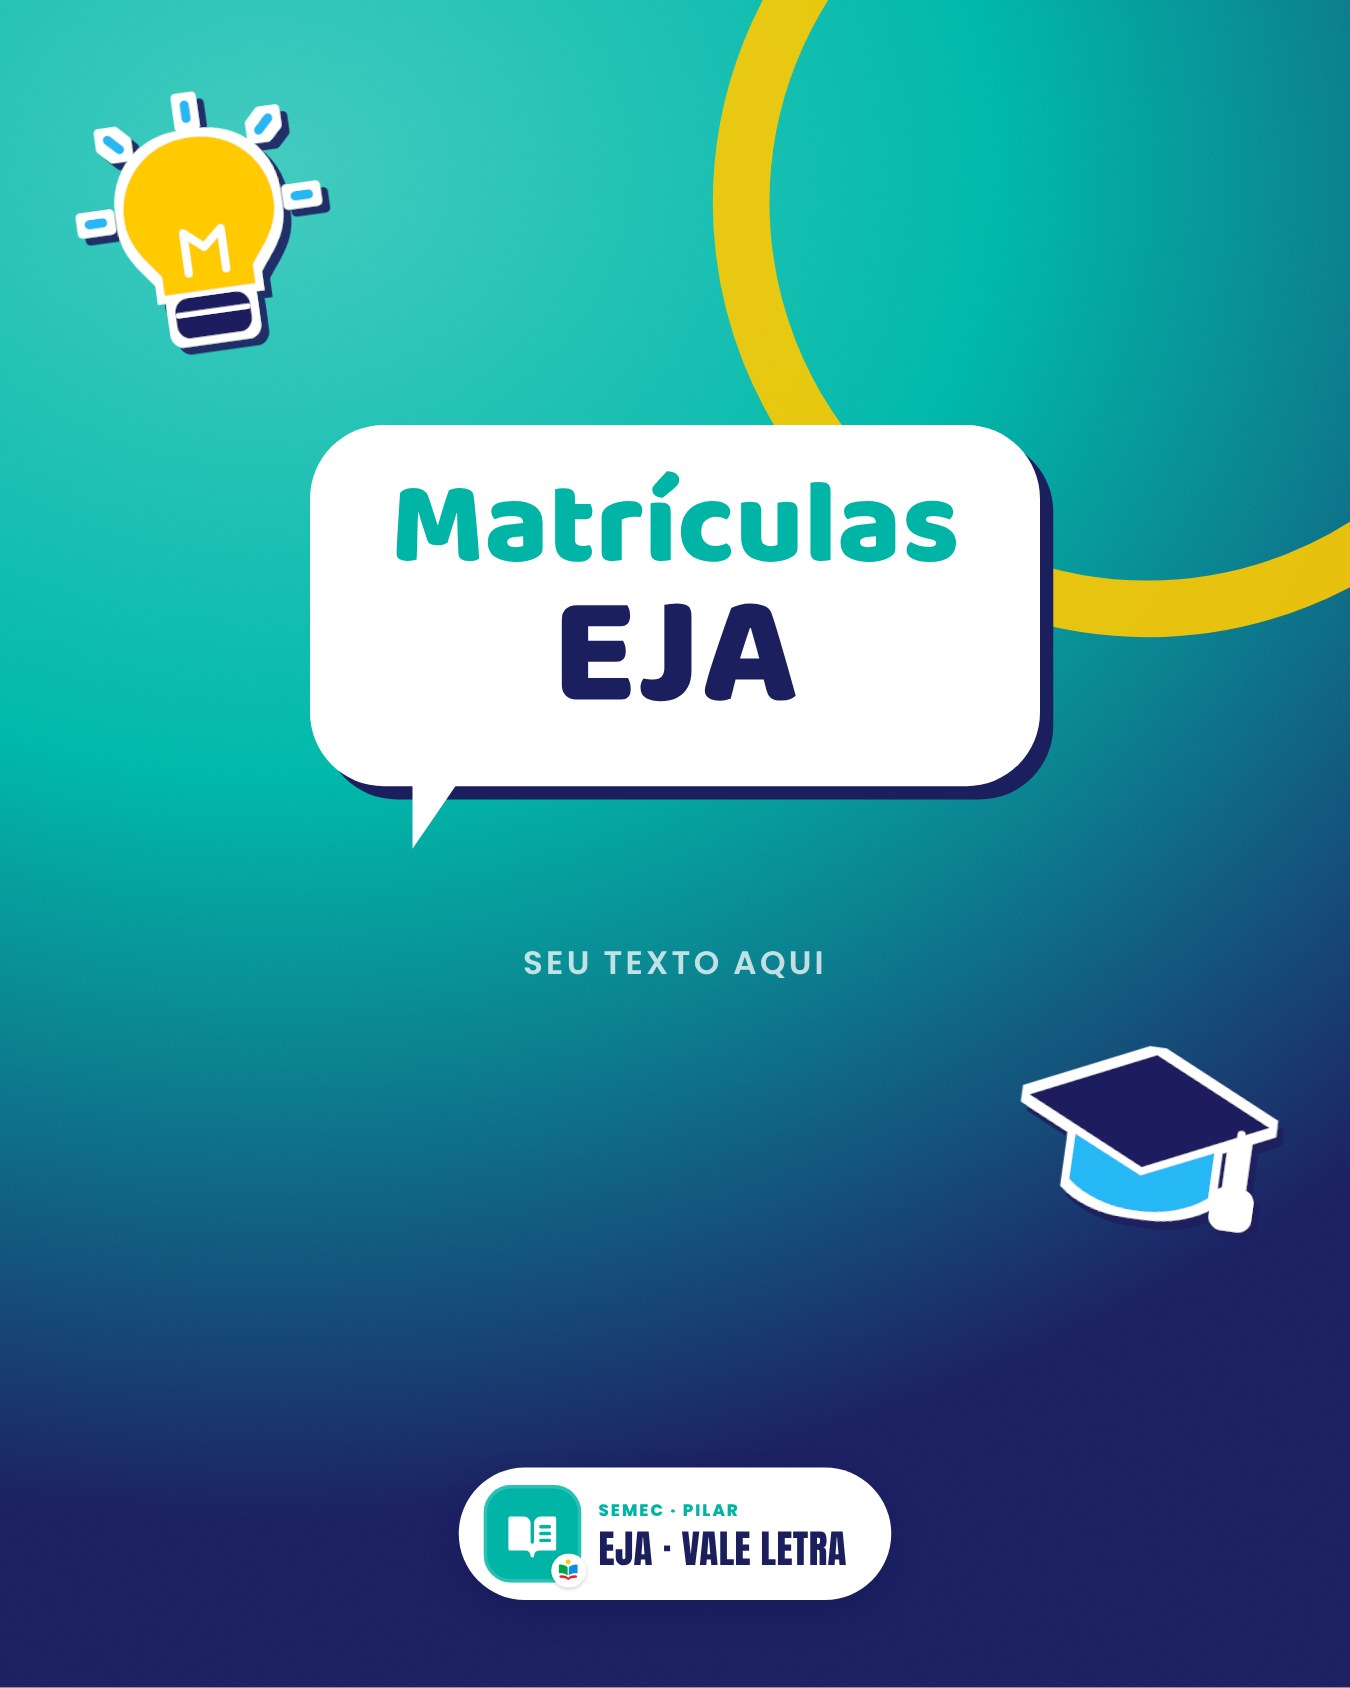 M
Matrículas
EJA
SEU TEXTO AQUI
SEMEC · PILAR
EJA · VALE LETRA